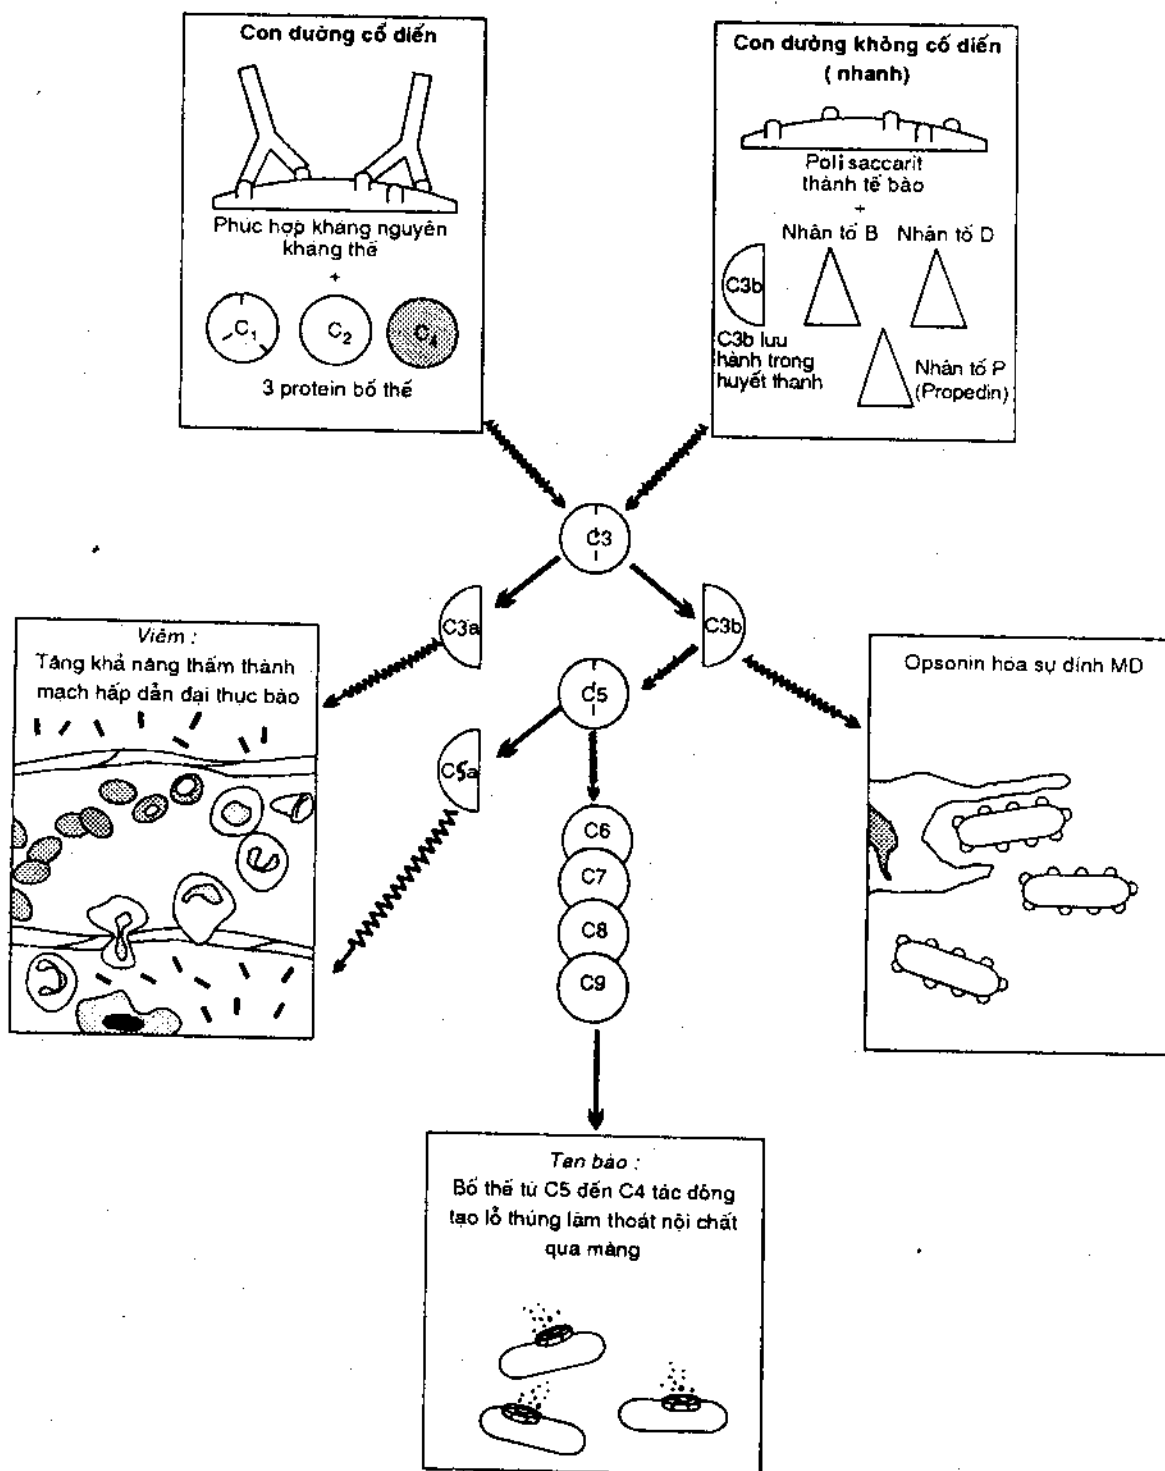 Con dường cổ diển
Phức hợp kháng nguyên
kháng thể
+
C1
C2
C4
3 protein bổ thể
Con dường không cổ diển
( nhanh)
Poli saccarit
thành tế bào
+
Nhân tố B
Nhân tố D
C3b
C3b lưu
hành trong
huyết thanh
Nhân tố P
(Propedin)
C3
C3a
C3b
Viêm :
Tăng khả năng thấm thành
mạch hấp dẫn đại thực bào
C5
C5a
Opsonin hóa sự dính MD
C6
C7
C8
C9
Tan bào :
Bổ thể từ C5 đến C4 tác động
tạo lỗ thủng làm thoát nội chất
qua màng